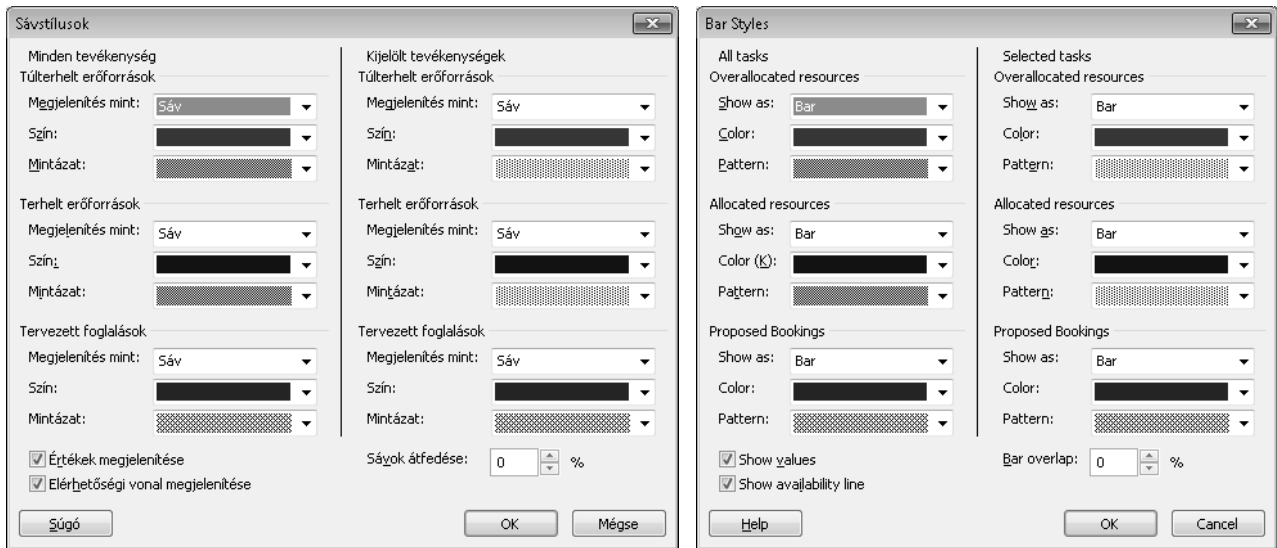 Sávstílusok
Minden tevékenység
Túlterhelt erőforrások
Megjelenítés mint: Sáv
Szín:
Mintázat:
Terhelt erőforrások
Megjelenítés mint: Sáv
Szín:
Mintázat:
Tervezett foglalások
Megjelenítés mint: Sáv
Szín:
Mintázat:
Kijelölt tevékenységek
Túlterhelt erőforrások
Megjelenítés mint: Sáv
Szín:
Mintázat:
Terhelt erőforrások
Megjelenítés mint: Sáv
Szín:
Mintázat:
Tervezett foglalások
Megjelenítés mint: Sáv
Szín:
Mintázat:
Értékek megjelenítése
Elérhetőségi vonal megjelenítése
Sávok átfedése: 0 %
Súgó
OK
Mégse
Bar Styles
All tasks
Overallocated resources
Show as: Bar
Color:
Pattern:
Allocated resources
Show as: Bar
Color (K):
Pattern:
Proposed Bookings
Show as: Bar
Color:
Pattern:
Selected tasks
Overallocated resources
Show as: Bar
Color:
Pattern:
Allocated resources
Show as: Bar
Color:
Pattern:
Proposed Bookings
Show as: Bar
Color:
Pattern:
Show values
Show availability line
Bar overlap: 0 %
Help
OK
Cancel